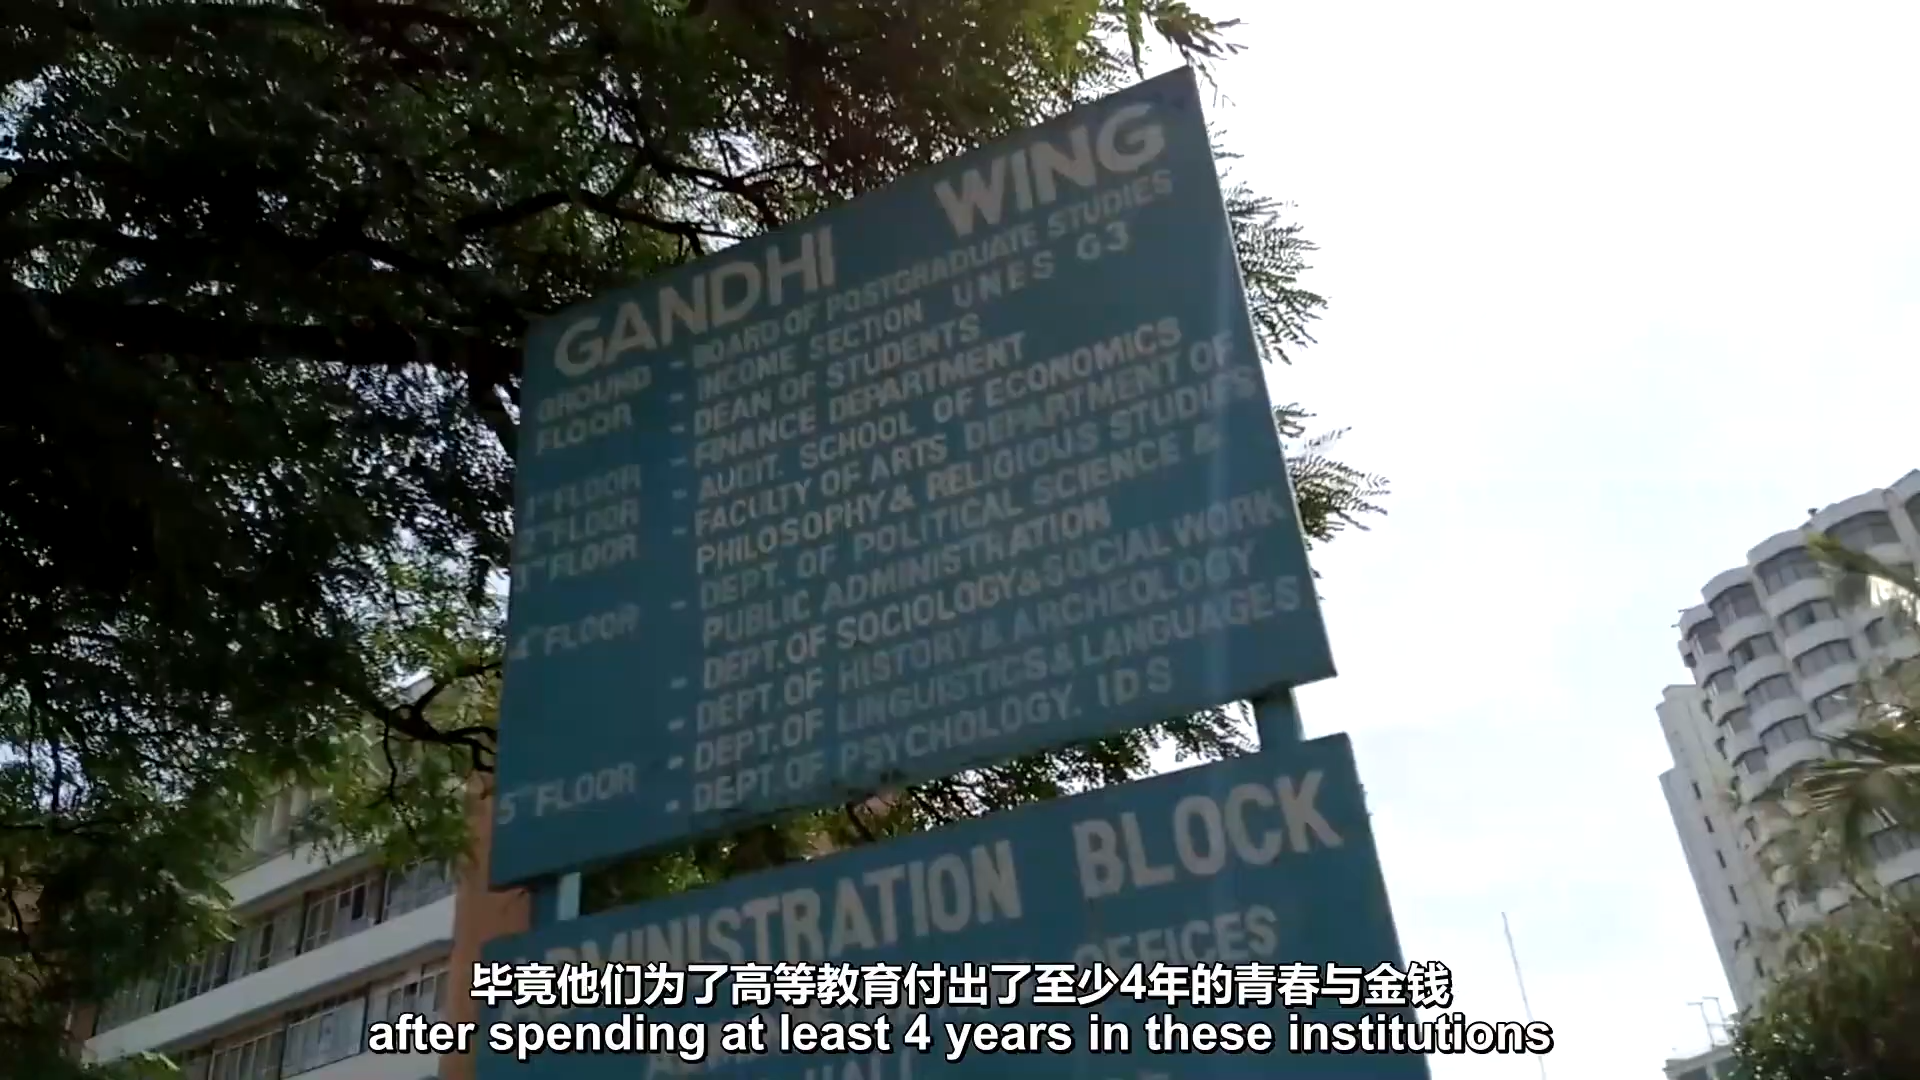 GANDHI WING
GROUND FLOOR - BOARD OF POSTGRADUATE STUDIES
- INCOME SECTION UNES G3
- DEAN OF STUDENTS
- FINANCE DEPARTMENT
1ST FLOOR - AUDIT. SCHOOL OF ECONOMICS
2ND FLOOR - FACULTY OF ARTS DEPARTMENT OF
3RD FLOOR PHILOSOPHY & RELIGIOUS STUDIES
- DEPT. OF POLITICAL SCIENCE &
4TH FLOOR PUBLIC ADMINISTRATION
- DEPT. OF SOCIOLOGY & SOCIAL WORK
- DEPT. OF HISTORY & ARCHEOLOGY
- DEPT. OF LINGUISTICS & LANGUAGES
5TH FLOOR - DEPT. OF PSYCHOLOGY. IDS
ADMINISTRATION BLOCK
OFFICES
毕竟他们为了高等教育付出了至少4年的青春与金钱
after spending at least 4 years in these institutions